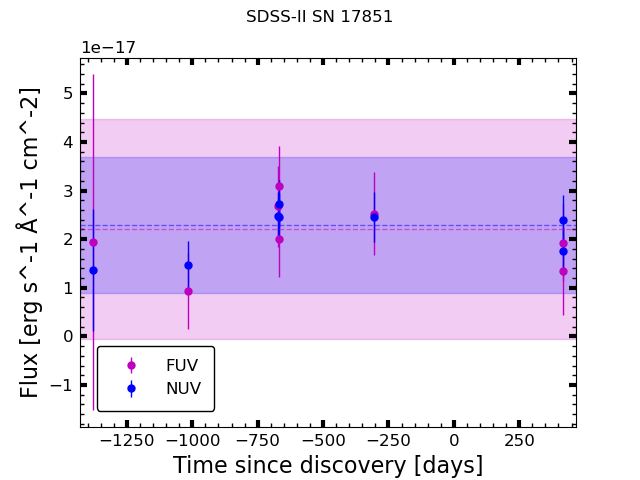 SDSS-II SN 17851
1e−17
5
4
3
2
1
0
−1
Flux [erg s^-1 Å^-1 cm^-2]
FUV
NUV
−1250 −1000 −750 −500 −250 0 250
Time since discovery [days]